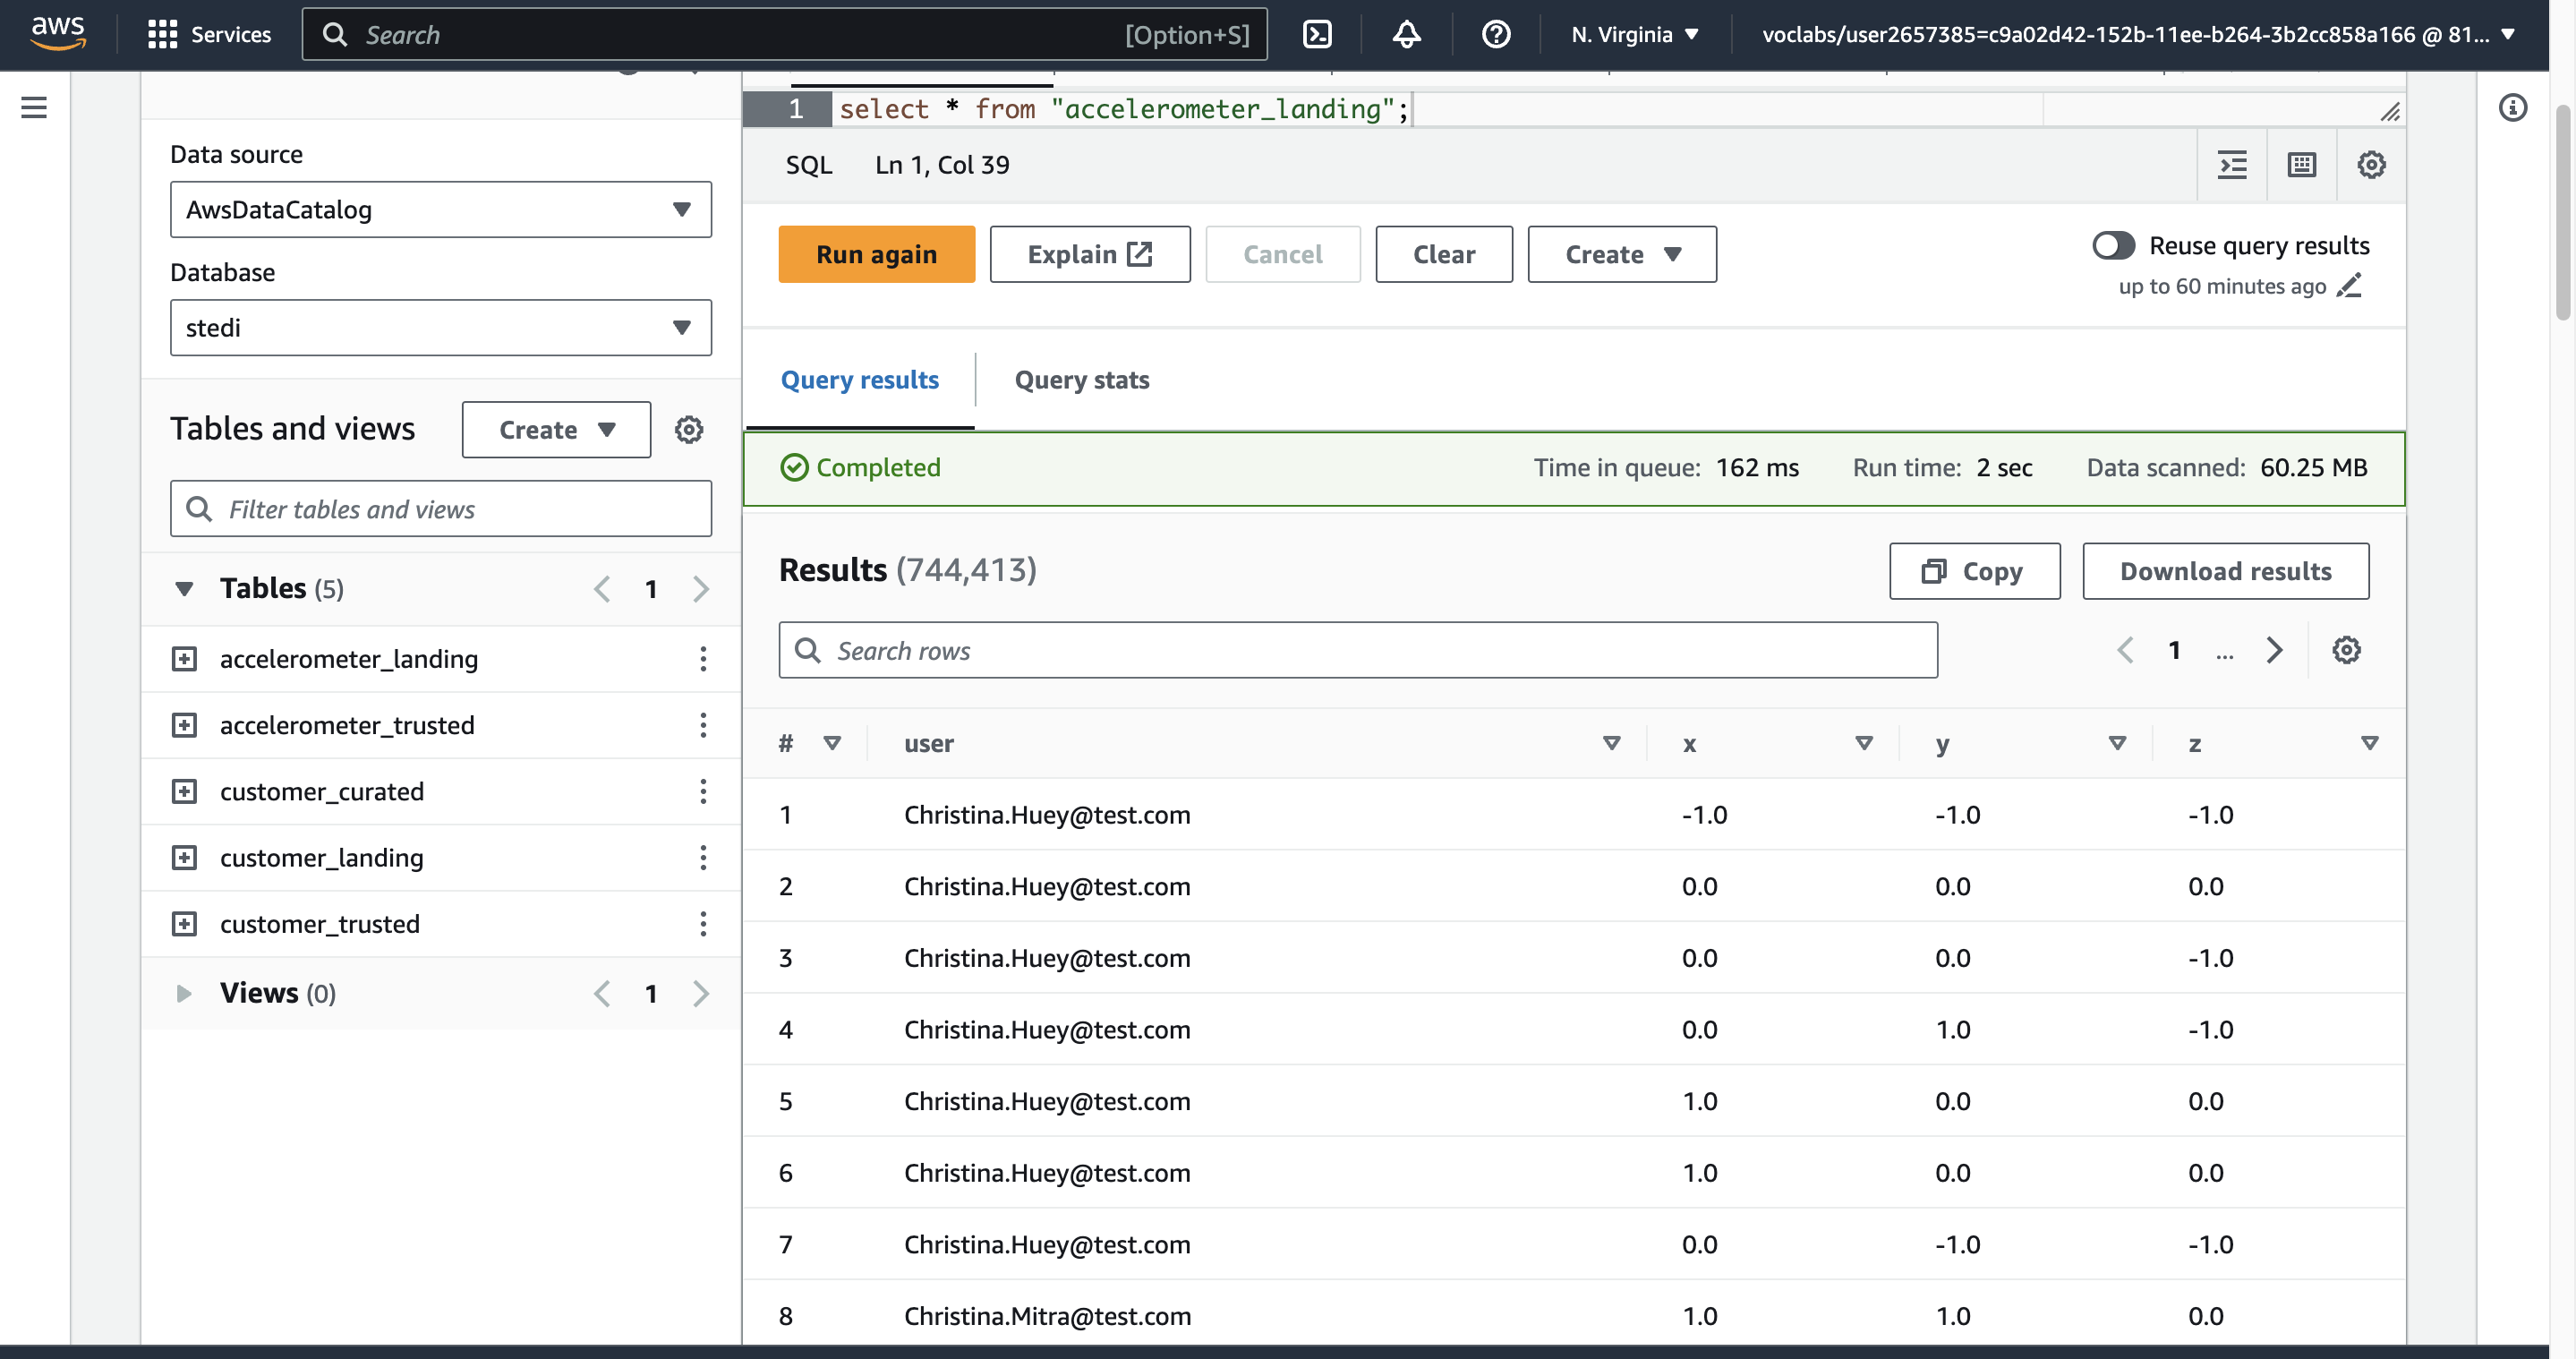 aws
Services
Search
[Option+S]
N. Virginia
voclabs/user2657385=c9a02d42-152b-11ee-b264-3b2cc858a166 @ 81...
Data source
AwsDataCatalog
Database
stedi
Tables and views
Create
Filter tables and views
Tables (5)
1
accelerometer_landing
accelerometer_trusted
customer_curated
customer_landing
customer_trusted
Views (0)
1
1 select * from "accelerometer_landing";
SQL Ln 1, Col 39
Run again
Explain
Cancel
Clear
Create
Reuse query results
up to 60 minutes ago
Query results
Query stats
Completed
Time in queue: 162 ms
Run time: 2 sec
Data scanned: 60.25 MB
Results (744,413)
Copy
Download results
Search rows
1 ...
# user x y z
1 Christina.Huey@test.com -1.0 -1.0 -1.0
2 Christina.Huey@test.com 0.0 0.0 0.0
3 Christina.Huey@test.com 0.0 0.0 -1.0
4 Christina.Huey@test.com 0.0 1.0 -1.0
5 Christina.Huey@test.com 1.0 0.0 0.0
6 Christina.Huey@test.com 1.0 0.0 0.0
7 Christina.Huey@test.com 0.0 -1.0 -1.0
8 Christina.Mitra@test.com 1.0 1.0 0.0